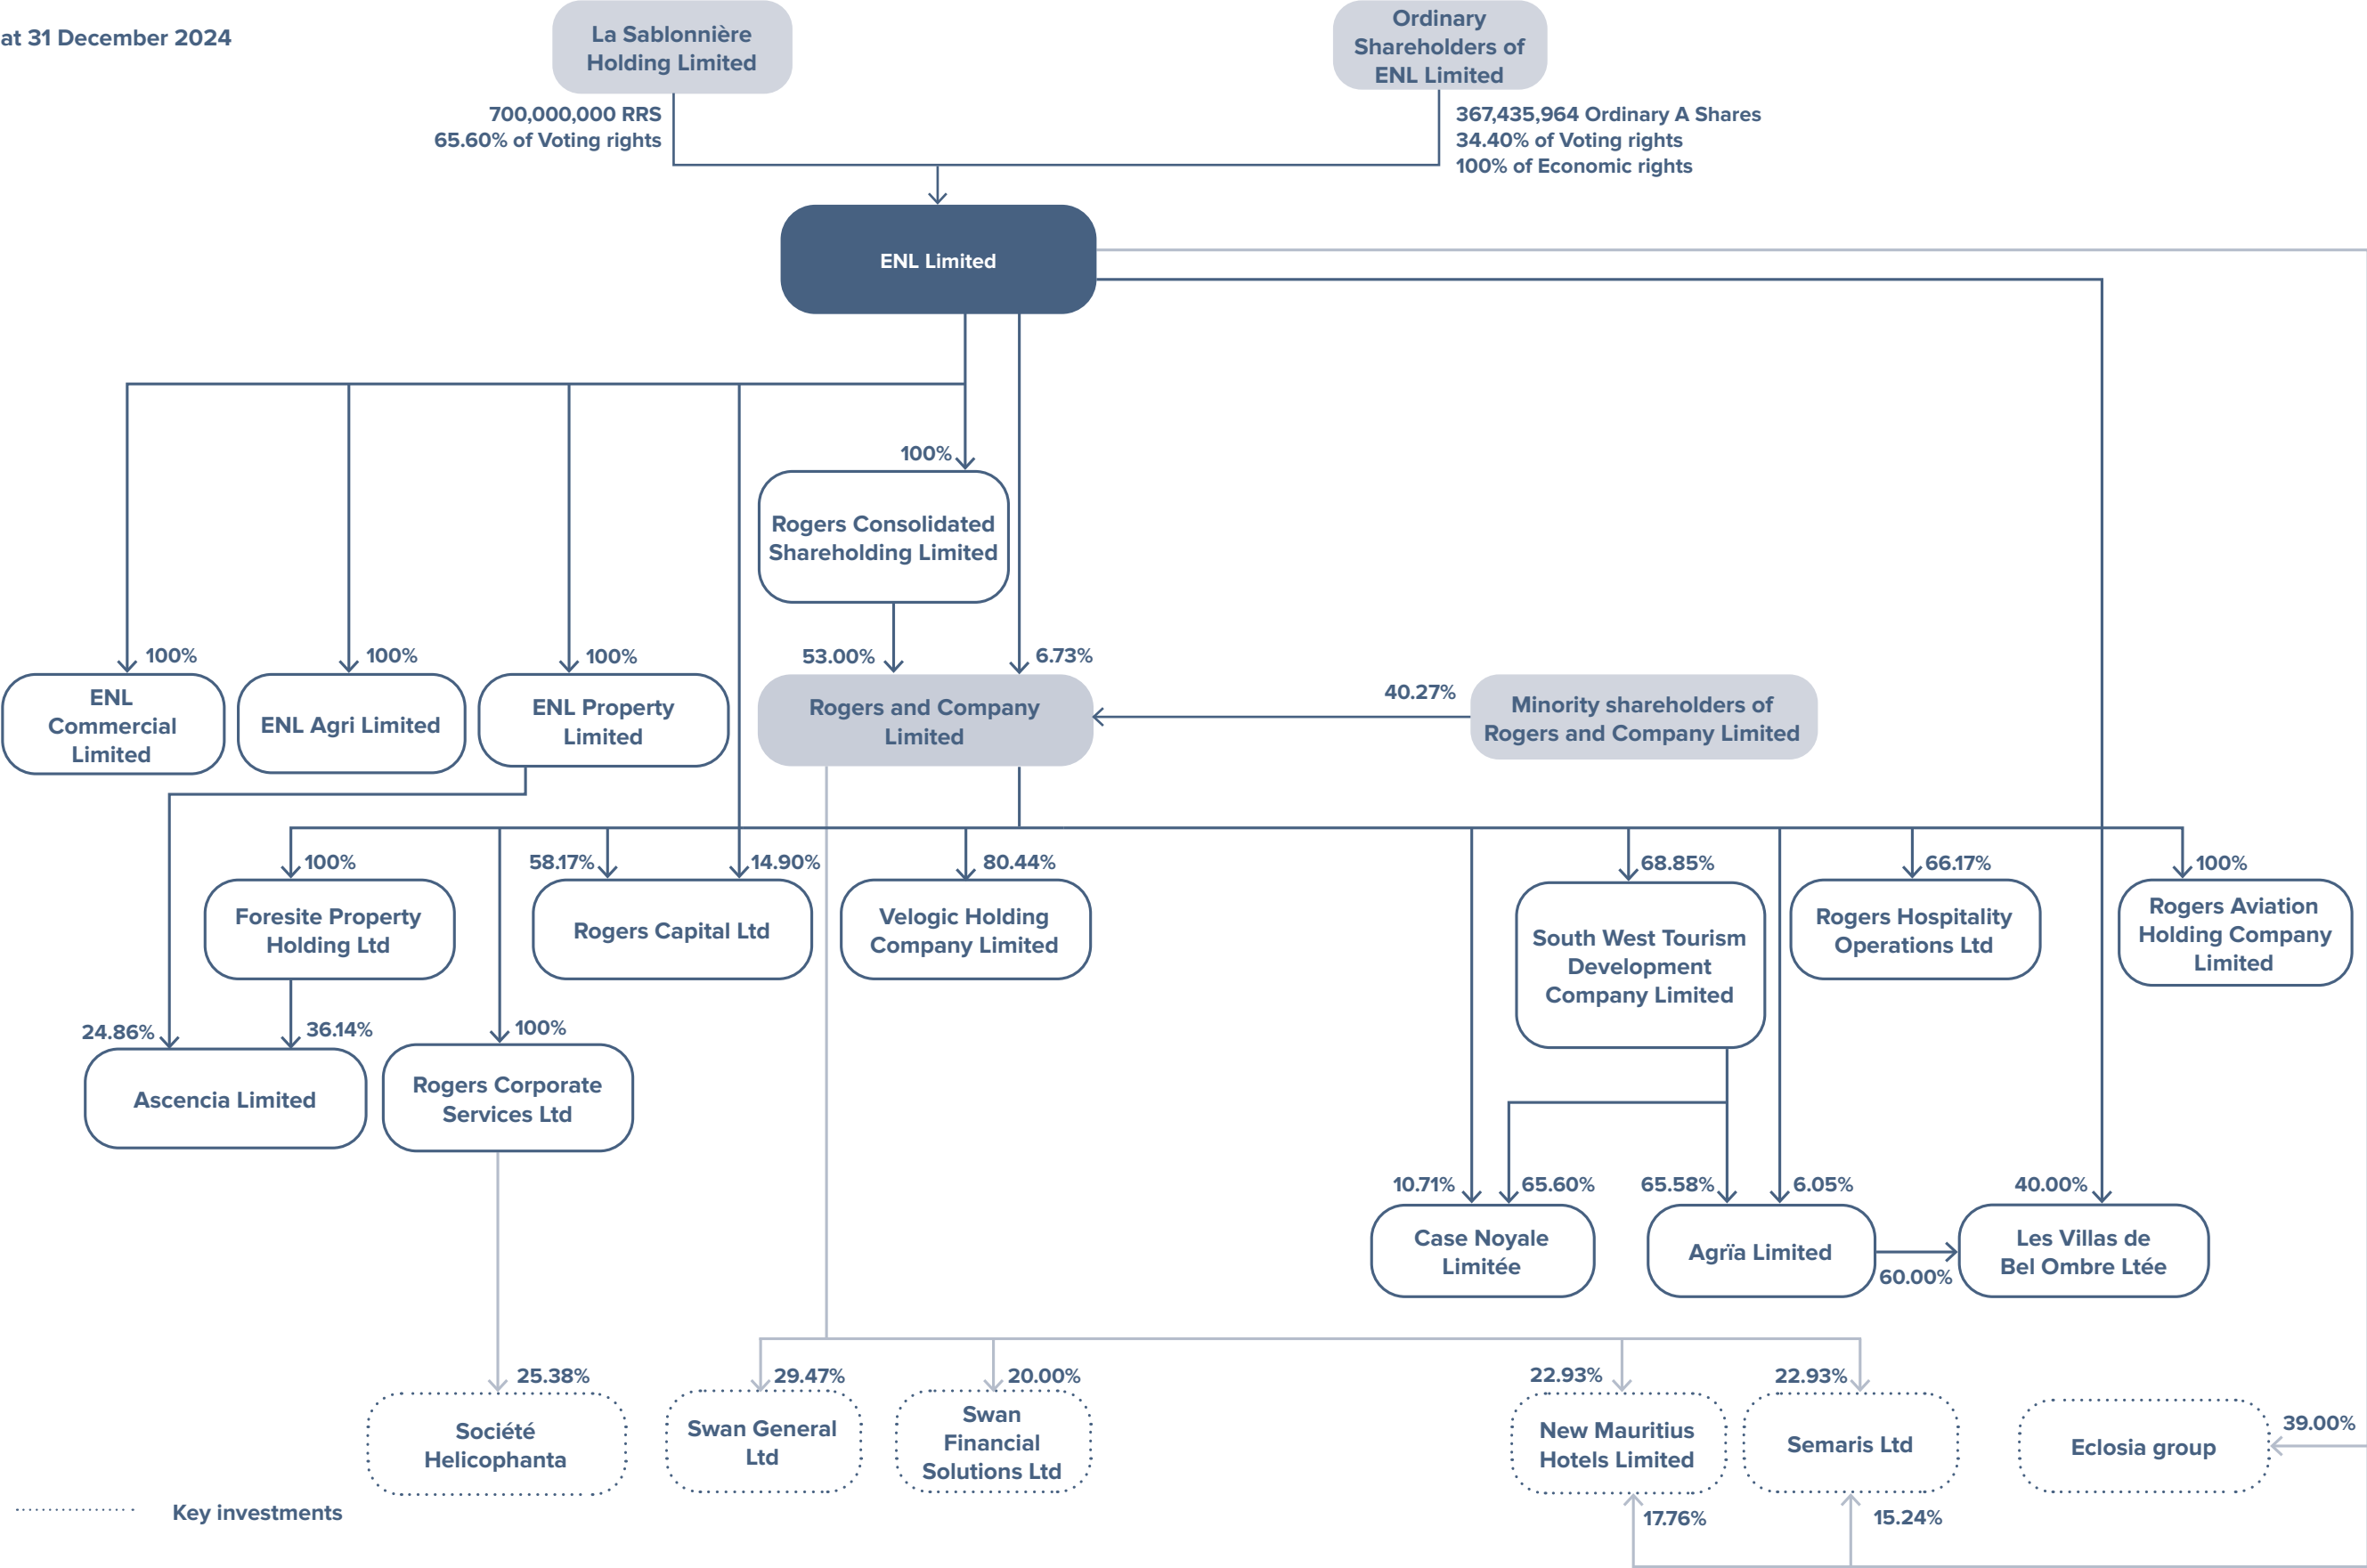 at 31 December 2024
La Sablonnière
Holding Limited
Ordinary
Shareholders of
ENL Limited
700,000,000 RRS
65.60% of Voting rights
367,435,964 Ordinary A Shares
34.40% of Voting rights
100% of Economic rights
ENL Limited
100%
Rogers Consolidated
Shareholding Limited
100%
100%
100%
53.00%
6.73%
ENL
Commercial
Limited
ENL Agri Limited
ENL Property
Limited
Rogers and Company
Limited
40.27%
Minority shareholders of
Rogers and Company Limited
100%
58.17%
14.90%
80.44%
68.85%
66.17%
100%
Foresite Property
Holding Ltd
Rogers Capital Ltd
Velogic Holding
Company Limited
South West Tourism
Development
Company Limited
Rogers Hospitality
Operations Ltd
Rogers Aviation
Holding Company
Limited
24.86%
36.14%
100%
Ascencia Limited
Rogers Corporate
Services Ltd
10.71%
65.60%
65.58%
6.05%
40.00%
Case Noyale
Limitée
Agrïa Limited
60.00%
Les Villas de
Bel Ombre Ltée
25.38%
29.47%
20.00%
22.93%
22.93%
39.00%
Société
Helicophanta
Swan General
Ltd
Swan
Financial
Solutions Ltd
New Mauritius
Hotels Limited
Semaris Ltd
Eclosia group
17.76%
15.24%
Key investments